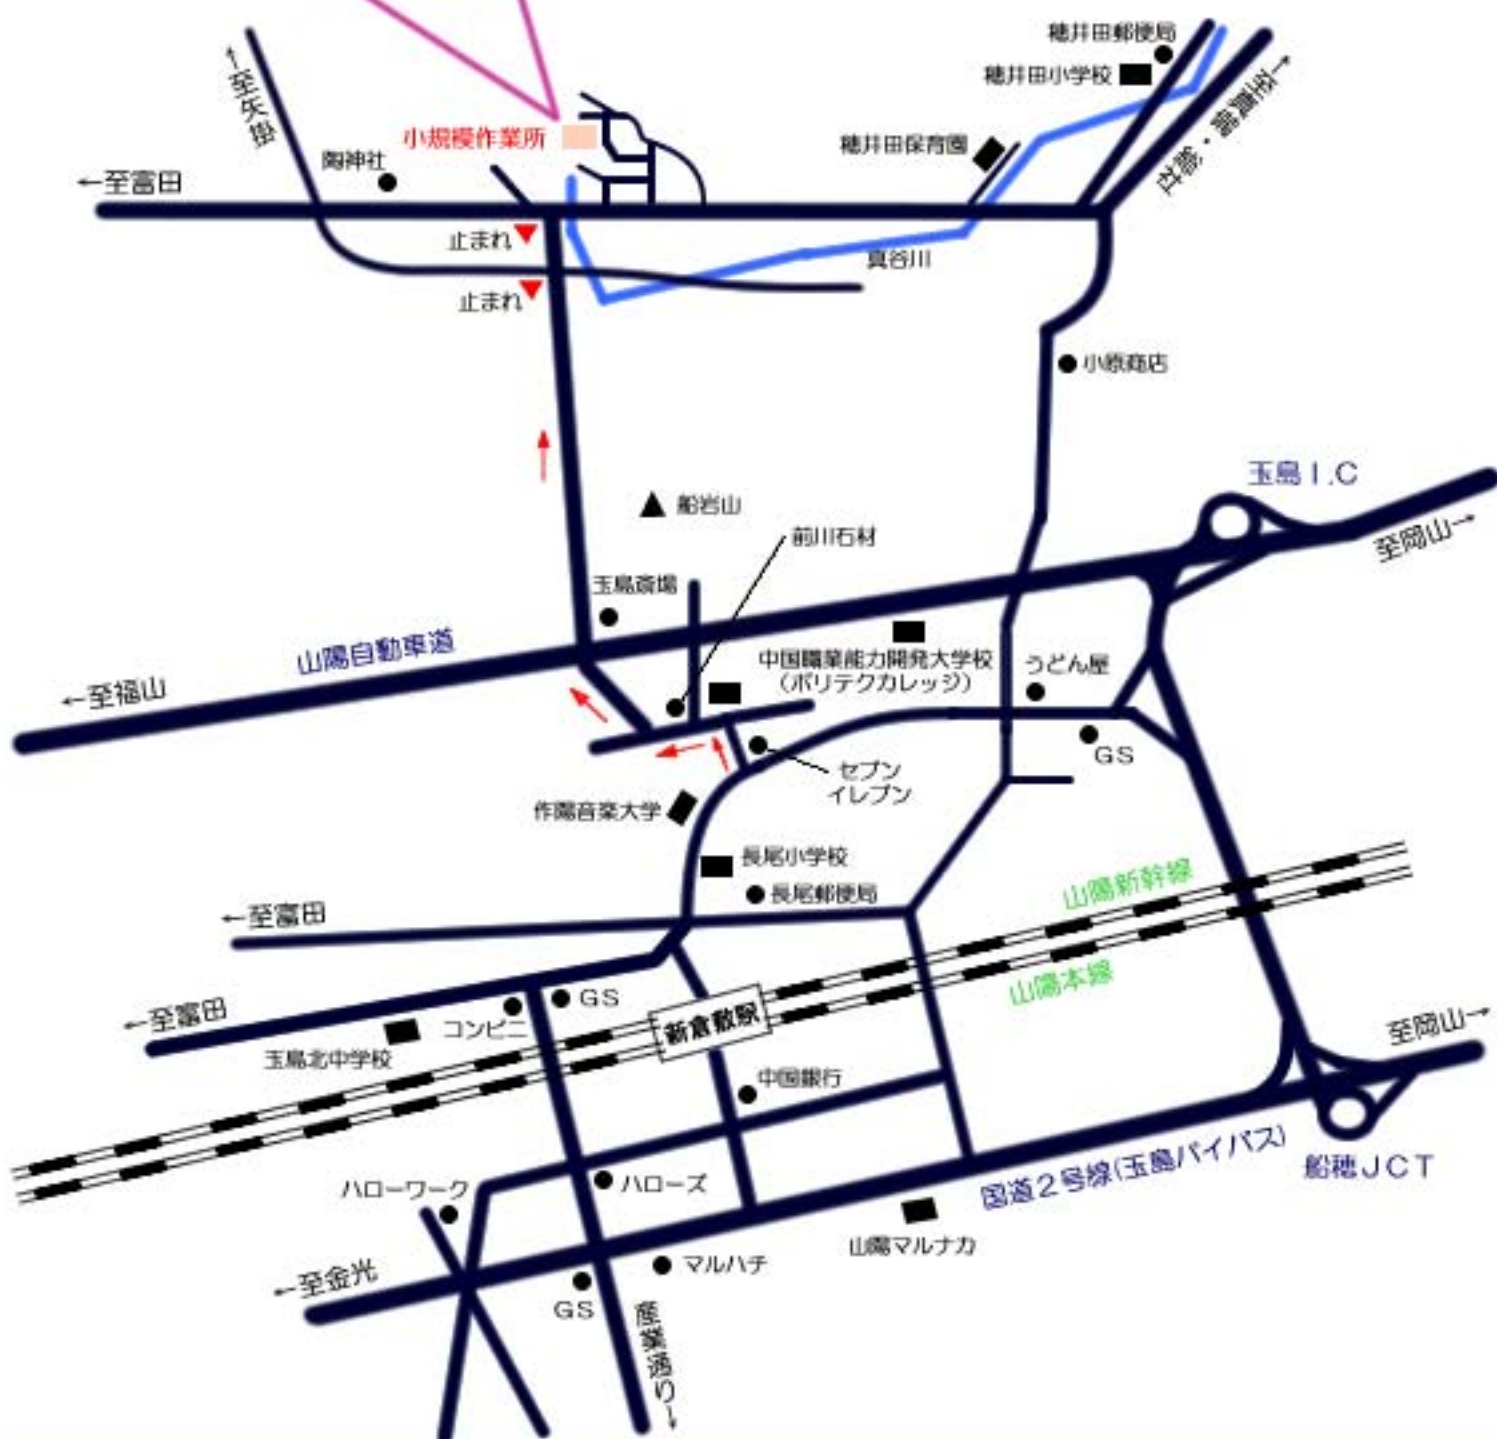 穂井田郵便局
穂井田小学校
←至矢掛
←至真備・総社
小規模作業所
穂井田保育園
陶神社
←至富田
止まれ
真谷川
止まれ
小原商店
玉島I.C
船岩山
前川石材
至岡山→
玉島斎場
山陽自動車道
中国職業能力開発大学校
(ポリテクカレッジ)
うどん屋
←至福山
GS
セブン
イレブン
作陽音楽大学
長尾小学校
山陽新幹線
長尾郵便局
←至富田
山陽本線
GS
←至富田
コンビニ
新倉敷駅
至岡山→
玉島北中学校
中国銀行
国道2号線(玉島バイパス)
船穂JCT
ハローワーク
ハローズ
山陽マルナカ
マルハチ
←至金光
GS
産業通り→